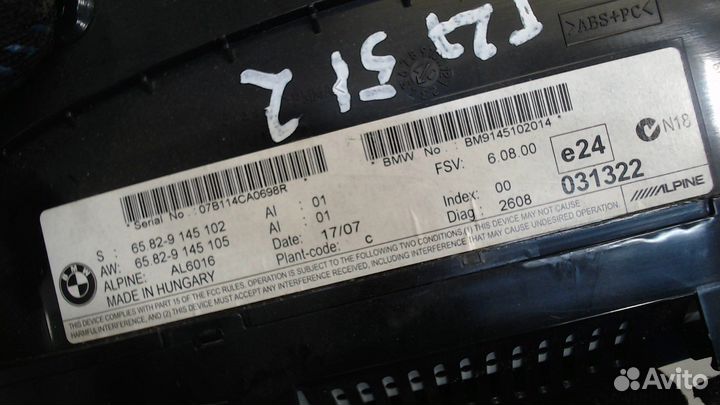 >ABS+PC<
* Serial No : 07B114CA0698R *
* BMW No : BM9145102014 *
S : 65.82-9 145 102 AI : 01
AW: 65.82-9 145 105 AI : 01
ALPINE: AL6016 Date: 17/07
MADE IN HUNGARY Plant-code: C
FSV: 6.08.00
Index: 00
Diag.: 2608
e24
031322
N18
ALPINE
BMW
THIS DEVICE COMPLIES WITH PART 15 OF THE FCC RULES. OPERATION IS SUBJECT TO THE FOLLOWING TWO CONDITIONS. (1) THIS DEVICE MAY NOT CAUSE
HARMFUL INTERFERENCE, AND (2) THIS DEVICE MUST ACCEPT ANY INTERFERENCE RECEIVED, INCLUDING INTERFERENCE THAT MAY CAUSE UNDESIRED OPERATION.
Avito